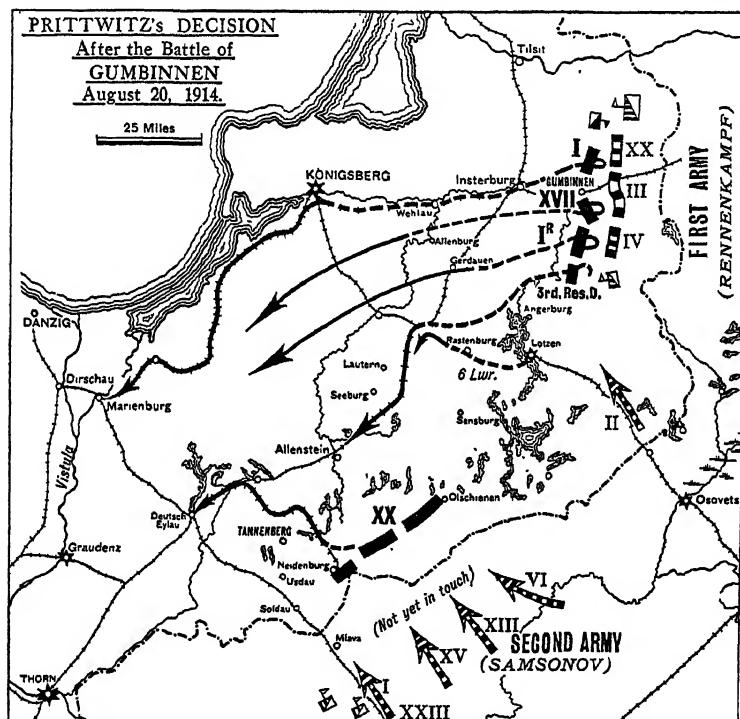 PRITTWITZ's DECISION
After the Battle of
GUMBINNEN
August 20, 1914.
25 Miles
Tilsit
I
XX
KÖNIGSBERG
Insterburg
GUMBINNEN
XVII
III
Wehlau
Allenburg
Iᴿ
IV
Gerdauen
FIRST ARMY
(RENNENKAMPF)
3rd. Res.D.
DANZIG
Angerburg
Rastenburg
Lotzen
Lautern
6 Lwr.
Dirschau
Seeburg
Marienburg
II
Sensburg
Vistula
Allenstein
Osovets
Olschienen
XX
Deutsch
Eylau
TANNENBERG
Graudenz
Neidenburg
Usdau
VI
(Not yet in touch)
Soldau
XIII
Mlava
SECOND ARMY
(SAMSONOV)
XV
THORN
I
XXIII